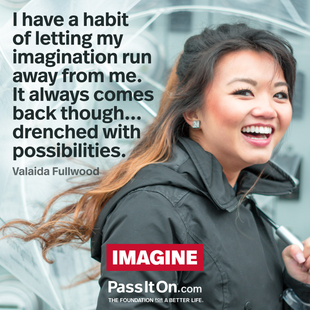 I have a habit
of letting my
imagination run
away from me.
It always comes
back though...
drenched with
possibilities.
Valaida Fullwood
IMAGINE
PassItOn.com
THE FOUNDATION FOR A BETTER LIFE.